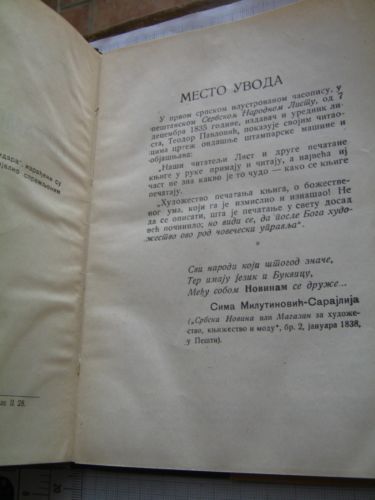 МЕСТО УВОДА
У првом српском илустрованом часопису, у
пештанском Сербском Народном Листу, од 7
децембра 1835 године, издавач и уредник ли-
ста, Теодор Павловић, показује својим читао-
цима цртеж ондашње штампарске машине и
објашњава:
„Наши читатељи Лист и друге печатане
књиге у руке примају и читају, а највећа њи
част не зна какво је то чудо — како се књиге
печатају.
„Художество печатања књига, о божестве-
ног ума, који га је измислио и изнашао! Не
да се описати, шта је печатање у свету досад
већ починило; но види се, да после Бога худо-
жество ово род човечески управља“.
*
Сви народи који штогод значе,
Тер имају језик и Буквицу,
Међу собом Новинам се друже...
Сима Милутиновић-Сарајлија
(„Србска Новина или Магазин за художе-
ство, књижество и моду“, бр. 2, јануара 1838,
у Пешти).
израђене су
II 28.